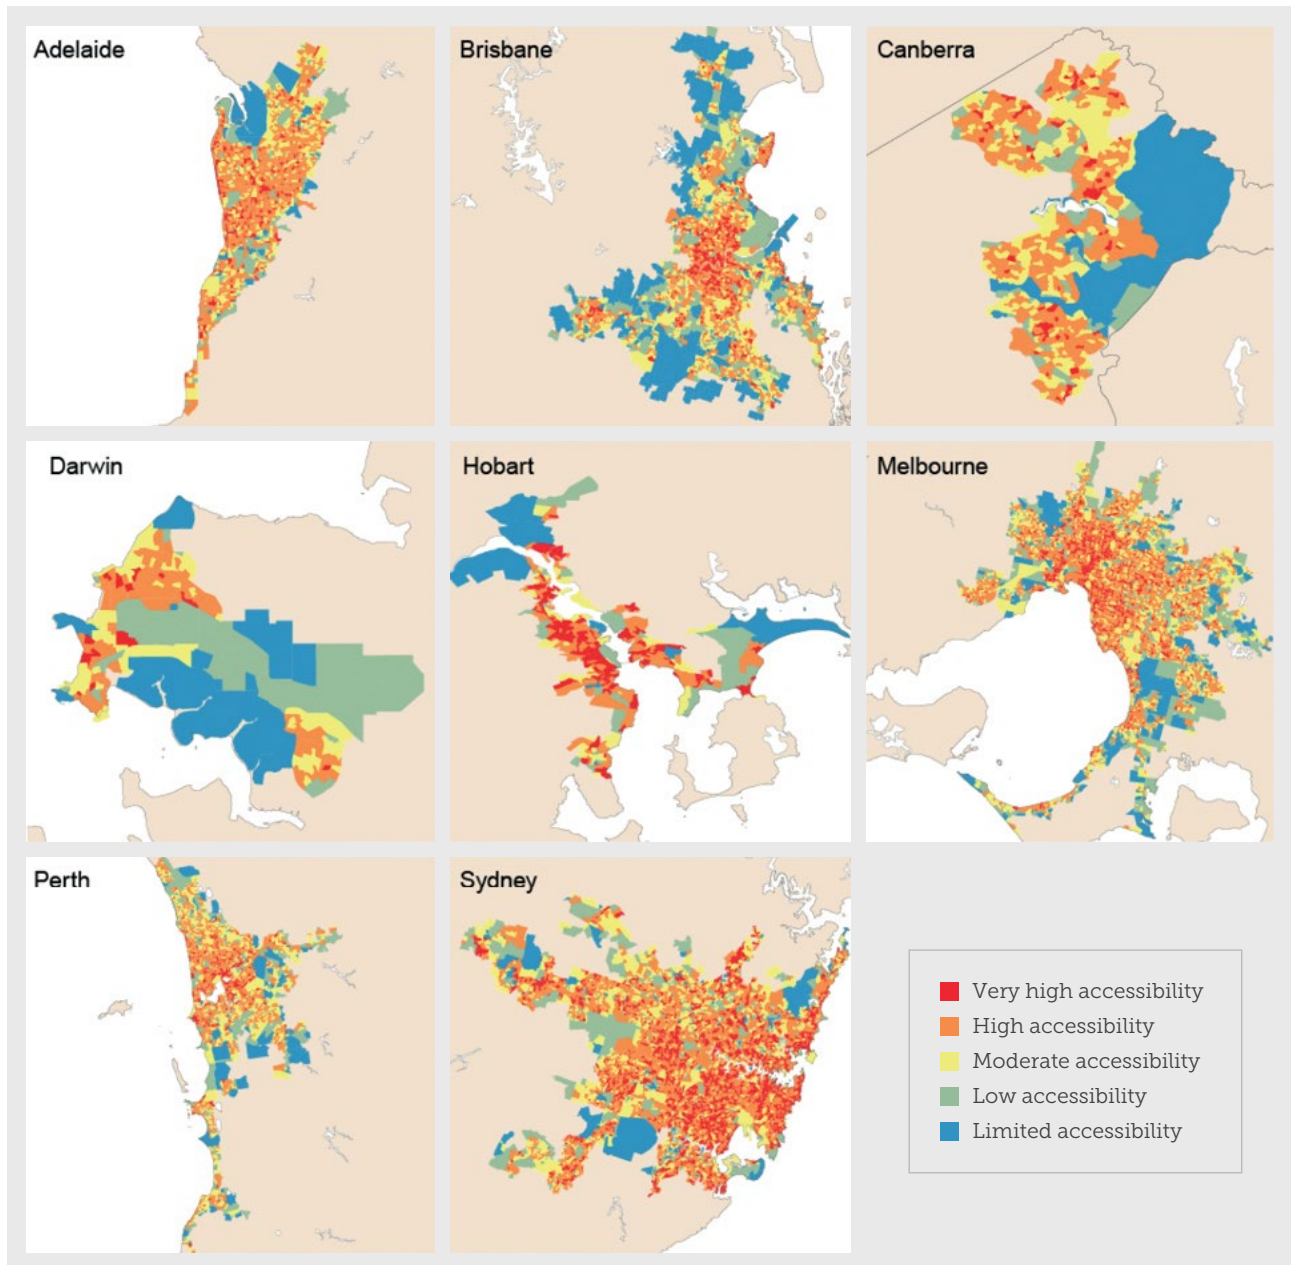 Adelaide
Brisbane
Canberra
Darwin
Hobart
Melbourne
Perth
Sydney
Very high accessibility
High accessibility
Moderate accessibility
Low accessibility
Limited accessibility